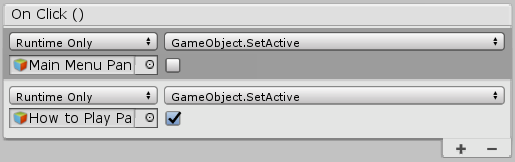 On Click ()
Runtime Only GameObject.SetActive
Main Menu Pan
Runtime Only GameObject.SetActive
How to Play Pa